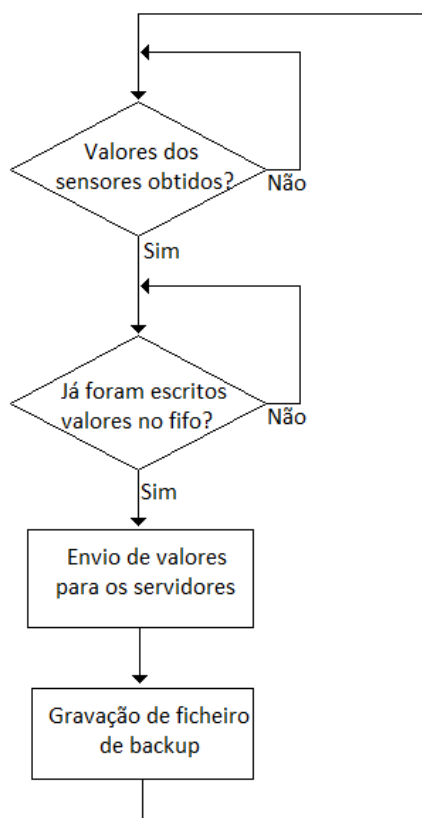 Valores dos
sensores obtidos?
Não
Sim
Já foram escritos
valores no fifo?
Não
Sim
Envio de valores
para os servidores
Gravação de ficheiro
de backup